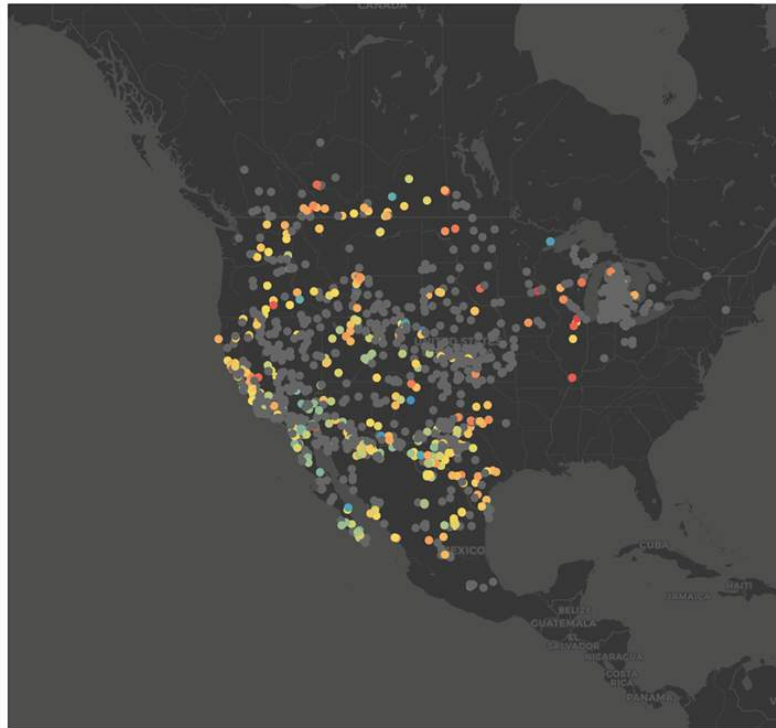 CANADA
UNITED STATES
MEXICO
CUBA
HAITI
JAMAICA
BELIZE
GUATEMALA
EL
SALVADOR
NICARAGUA
COSTA
RICA
PANAMA